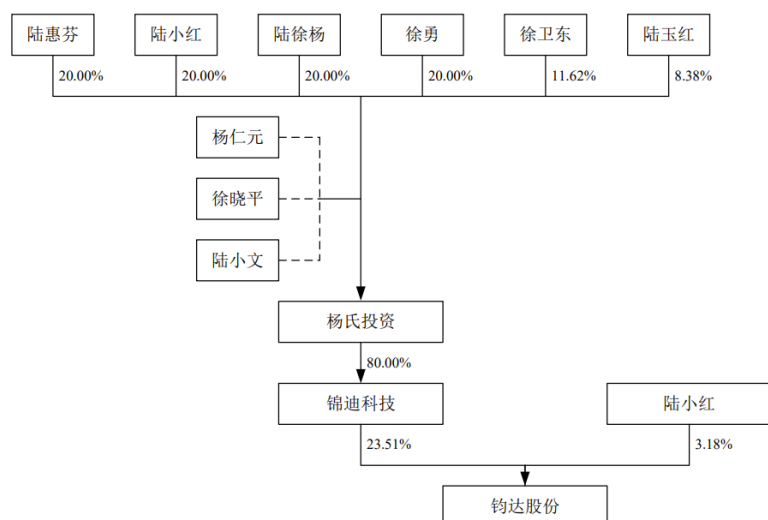 陆惠芬 陆小红 陆徐杨 徐勇 徐卫东 陆玉红
20.00% 20.00% 20.00% 20.00% 11.62% 8.38%
杨仁元
徐晓平
陆小文
杨氏投资
80.00%
锦迪科技 陆小红
23.51% 3.18%
钧达股份